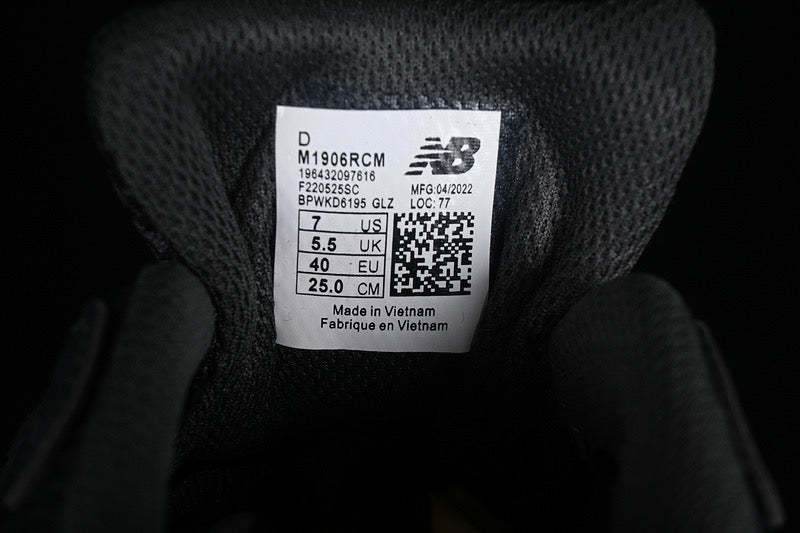 D
M1906RCM
NB
196432097616
F220525SC
MFG:04/2022
BPWKD6195 GLZ
LOC: 77
7 US
5.5 UK
40 EU
25.0 CM
Made in Vietnam
Fabrique en Vietnam